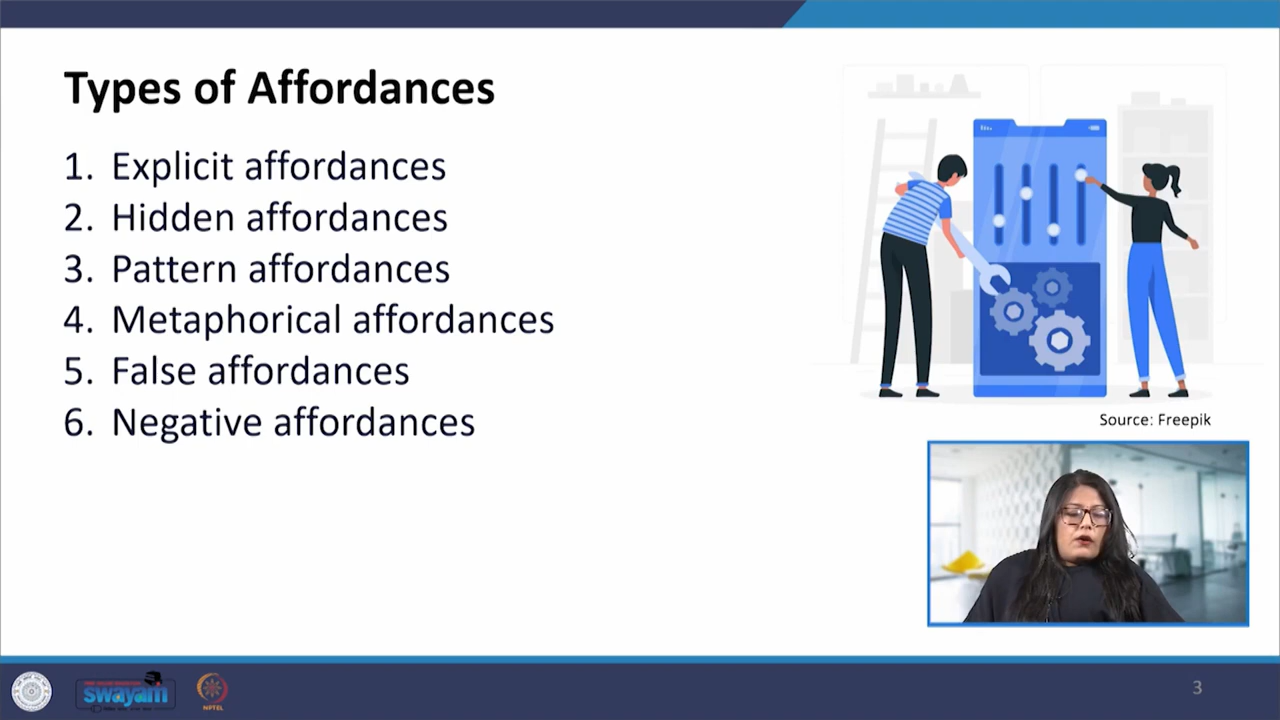 Types of Affordances
1. Explicit affordances
2. Hidden affordances
3. Pattern affordances
4. Metaphorical affordances
5. False affordances
6. Negative affordances
Source: Freepik
swayam
NPTEL
3